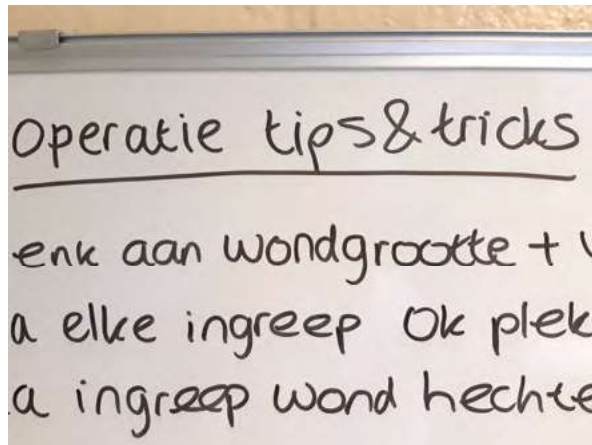 Operatie tips & tricks
enk aan wondgrootte +
a elke ingreep Ok plek
a ingreep wond hechte